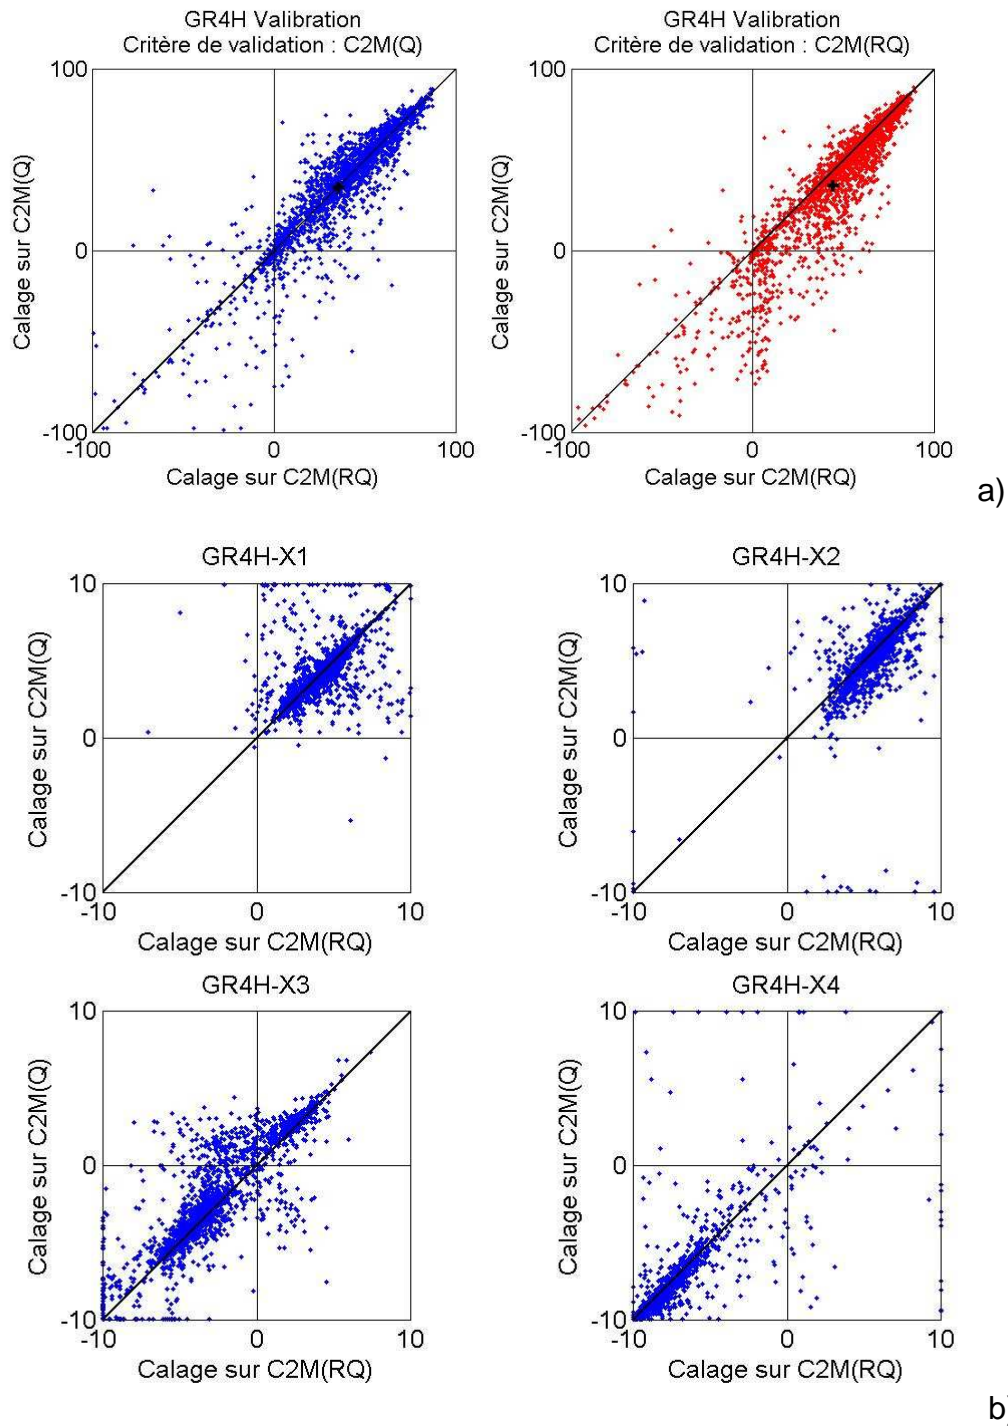 GR4H Valibration
Critère de validation : C2M(Q)
100
Calage sur C2M(Q)
0
-100
-100 0 100
Calage sur C2M(RQ)
GR4H Valibration
Critère de validation : C2M(RQ)
100
Calage sur C2M(Q)
0
-100
-100 0 100
Calage sur C2M(RQ)
a)
GR4H-X1
10
Calage sur C2M(Q)
0
-10
-10 0 10
Calage sur C2M(RQ)
GR4H-X2
10
Calage sur C2M(Q)
0
-10
-10 0 10
Calage sur C2M(RQ)
GR4H-X3
10
Calage sur C2M(Q)
0
-10
-10 0 10
Calage sur C2M(RQ)
GR4H-X4
10
Calage sur C2M(Q)
0
-10
-10 0 10
Calage sur C2M(RQ)
b)